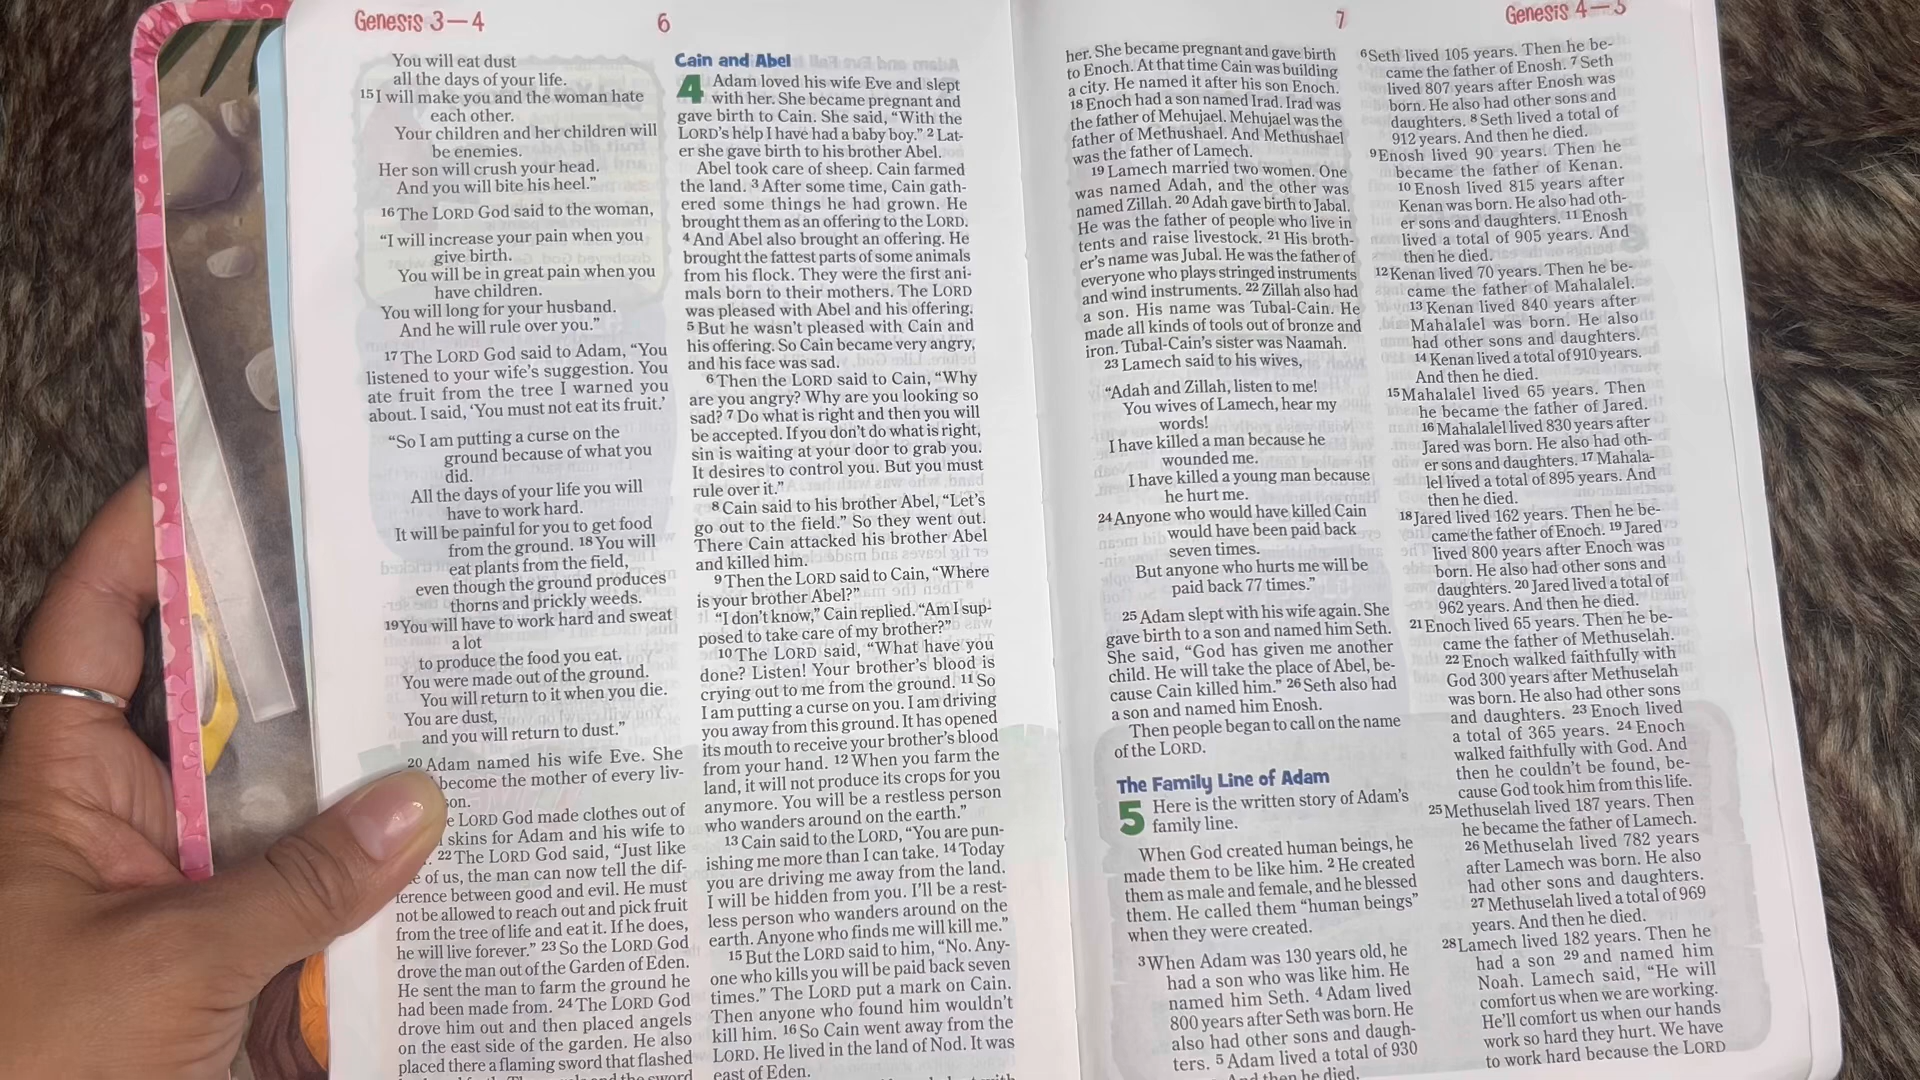 Genesis 3—4
6
You will eat dust
all the days of your life.
15 I will make you and the woman hate
each other.
Your children and her children will
be enemies.
Her son will crush your head.
And you will bite his heel.”
16 The LORD God said to the woman,
“I will increase your pain when you
give birth.
You will be in great pain when you
have children.
You will long for your husband.
And he will rule over you.”
17 The LORD God said to Adam, “You
listened to your wife’s suggestion. You
ate fruit from the tree I warned you
about. I said, ‘You must not eat its fruit.’
“So I am putting a curse on the
ground because of what you
did.
All the days of your life you will
have to work hard.
It will be painful for you to get food
from the ground. 18 You will
eat plants from the field,
even though the ground produces
thorns and prickly weeds.
19 You will have to work hard and sweat
a lot
to produce the food you eat.
You were made out of the ground.
You will return to it when you die.
You are dust,
and you will return to dust.”
20 Adam named his wife Eve. She
become the mother of every liv-
son.
LORD God made clothes out of
skins for Adam and his wife to
22 The LORD God said, “Just like
of us, the man can now tell the dif-
ference between good and evil. He must
not be allowed to reach out and pick fruit
from the tree of life and eat it. If he does,
he will live forever.” 23 So the LORD God
drove the man out of the Garden of Eden.
He sent the man to farm the ground he
had been made from. 24 The LORD God
drove him out and then placed angels
on the east side of the garden. He also
placed there a flaming sword that flashed
Cain and Abel
4 Adam loved his wife Eve and slept
with her. She became pregnant and
gave birth to Cain. She said, “With the
LORD’s help I have had a baby boy.” 2 Lat-
er she gave birth to his brother Abel.
Abel took care of sheep. Cain farmed
the land. 3 After some time, Cain gath-
ered some things he had grown. He
brought them as an offering to the LORD.
4 And Abel also brought an offering. He
brought the fattest parts of some animals
from his flock. They were the first ani-
mals born to their mothers. The LORD
was pleased with Abel and his offering.
5 But he wasn’t pleased with Cain and
his offering. So Cain became very angry,
and his face was sad.
6 Then the LORD said to Cain, “Why
are you angry? Why are you looking so
sad? 7 Do what is right and then you will
be accepted. If you don’t do what is right,
sin is waiting at your door to grab you.
It desires to control you. But you must
rule over it.”
8 Cain said to his brother Abel, “Let’s
go out to the field.” So they went out.
There Cain attacked his brother Abel
and killed him.
9 Then the LORD said to Cain, “Where
is your brother Abel?”
“I don’t know,” Cain replied. “Am I sup-
posed to take care of my brother?”
10 The LORD said, “What have you
done? Listen! Your brother’s blood is
crying out to me from the ground. 11 So
I am putting a curse on you. I am driving
you away from this ground. It has opened
its mouth to receive your brother’s blood
from your hand. 12 When you farm the
land, it will not produce its crops for you
anymore. You will be a restless person
who wanders around on the earth.”
13 Cain said to the LORD, “You are pun-
ishing me more than I can take. 14 Today
you are driving me away from the land.
I will be hidden from you. I’ll be a rest-
less person who wanders around on the
earth. Anyone who finds me will kill me.”
15 But the LORD said to him, “No. Any-
one who kills you will be paid back seven
times.” The LORD put a mark on Cain.
Then anyone who found him wouldn’t
kill him. 16 So Cain went away from the
LORD. He lived in the land of Nod. It was
east of Eden.
7
Genesis 4—5
her. She became pregnant and gave birth
to Enoch. At that time Cain was building
a city. He named it after his son Enoch.
18 Enoch had a son named Irad. Irad was
the father of Mehujael. Mehujael was the
father of Methushael. And Methushael
was the father of Lamech.
19 Lamech married two women. One
was named Adah, and the other was
named Zillah. 20 Adah gave birth to Jabal.
He was the father of people who live in
tents and raise livestock. 21 His broth-
er’s name was Jubal. He was the father of
everyone who plays stringed instruments
and wind instruments. 22 Zillah also had
a son. His name was Tubal-Cain. He
made all kinds of tools out of bronze and
iron. Tubal-Cain’s sister was Naamah.
23 Lamech said to his wives,
“Adah and Zillah, listen to me!
You wives of Lamech, hear my
words!
I have killed a man because he
wounded me.
I have killed a young man because
he hurt me.
24 Anyone who would have killed Cain
would have been paid back
seven times.
But anyone who hurts me will be
paid back 77 times.”
25 Adam slept with his wife again. She
gave birth to a son and named him Seth.
She said, “God has given me another
child. He will take the place of Abel, be-
cause Cain killed him.” 26 Seth also had
a son and named him Enosh.
Then people began to call on the name
of the LORD.
The Family Line of Adam
5 Here is the written story of Adam’s
family line.
When God created human beings, he
made them to be like him. 2 He created
them as male and female, and he blessed
them. He called them “human beings”
when they were created.
3 When Adam was 130 years old, he
had a son who was like him. He
named him Seth. 4 Adam lived
800 years after Seth was born. He
also had other sons and daugh-
ters. 5 Adam lived a total of 930
And then he died.
6 Seth lived 105 years. Then he be-
came the father of Enosh. 7 Seth
lived 807 years after Enosh was
born. He also had other sons and
daughters. 8 Seth lived a total of
912 years. And then he died.
9 Enosh lived 90 years. Then he
became the father of Kenan.
10 Enosh lived 815 years after
Kenan was born. He also had oth-
er sons and daughters. 11 Enosh
lived a total of 905 years. And
then he died.
12 Kenan lived 70 years. Then he be-
came the father of Mahalalel.
13 Kenan lived 840 years after
Mahalalel was born. He also
had other sons and daughters.
14 Kenan lived a total of 910 years.
And then he died.
15 Mahalalel lived 65 years. Then
he became the father of Jared.
16 Mahalalel lived 830 years after
Jared was born. He also had oth-
er sons and daughters. 17 Mahala-
lel lived a total of 895 years. And
then he died.
18 Jared lived 162 years. Then he be-
came the father of Enoch. 19 Jared
lived 800 years after Enoch was
born. He also had other sons and
daughters. 20 Jared lived a total of
962 years. And then he died.
21 Enoch lived 65 years. Then he be-
came the father of Methuselah.
22 Enoch walked faithfully with
God 300 years after Methuselah
was born. He also had other sons
and daughters. 23 Enoch lived
a total of 365 years. 24 Enoch
walked faithfully with God. And
then he couldn’t be found, be-
cause God took him from this life.
25 Methuselah lived 187 years. Then
he became the father of Lamech.
26 Methuselah lived 782 years
after Lamech was born. He also
had other sons and daughters.
27 Methuselah lived a total of 969
years. And then he died.
28 Lamech lived 182 years. Then he
had a son 29 and named him
Noah. Lamech said, “He will
comfort us when we are working.
He’ll comfort us when our hands
work so hard they hurt. We have
to work hard because the LORD